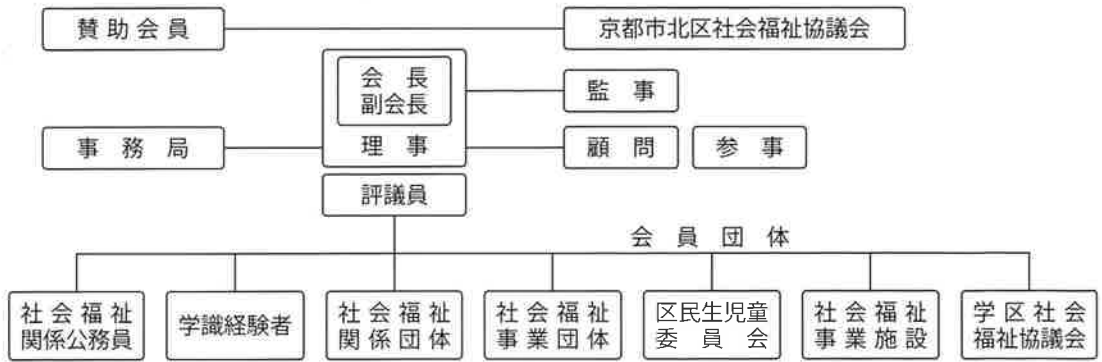 賛助会員
京都市北区社会福祉協議会
会長
副会長
理事
監事
事務局
顧問
参事
評議員
会員団体
社会福祉
関係公務員
学識経験者
社会福祉
関係団体
社会福祉
事業団体
区民生児童
委員会
社会福祉
事業施設
学区社会
福祉協議会